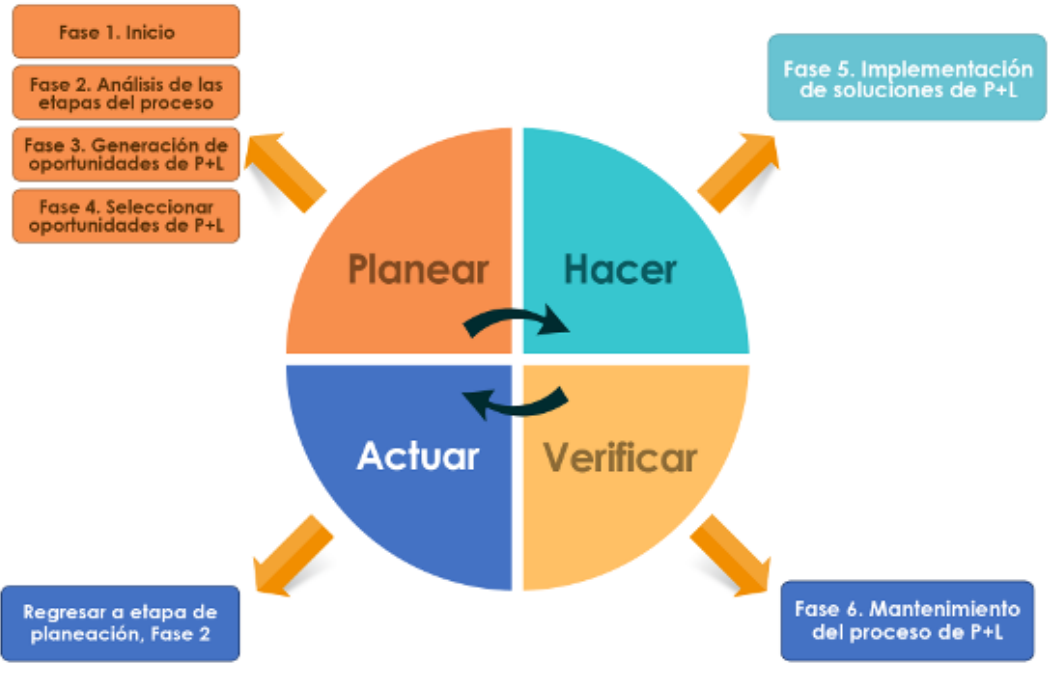 Fase 1. Inicio
Fase 2. Análisis de las
etapas del proceso
Fase 3. Generación de
oportunidades de P+L
Fase 4. Seleccionar
oportunidades de P+L
Fase 5. Implementación
de soluciones de P+L
Planear
Hacer
Actuar
Verificar
Regresar a etapa de
planeación, Fase 2
Fase 6. Mantenimiento
del proceso de P+L